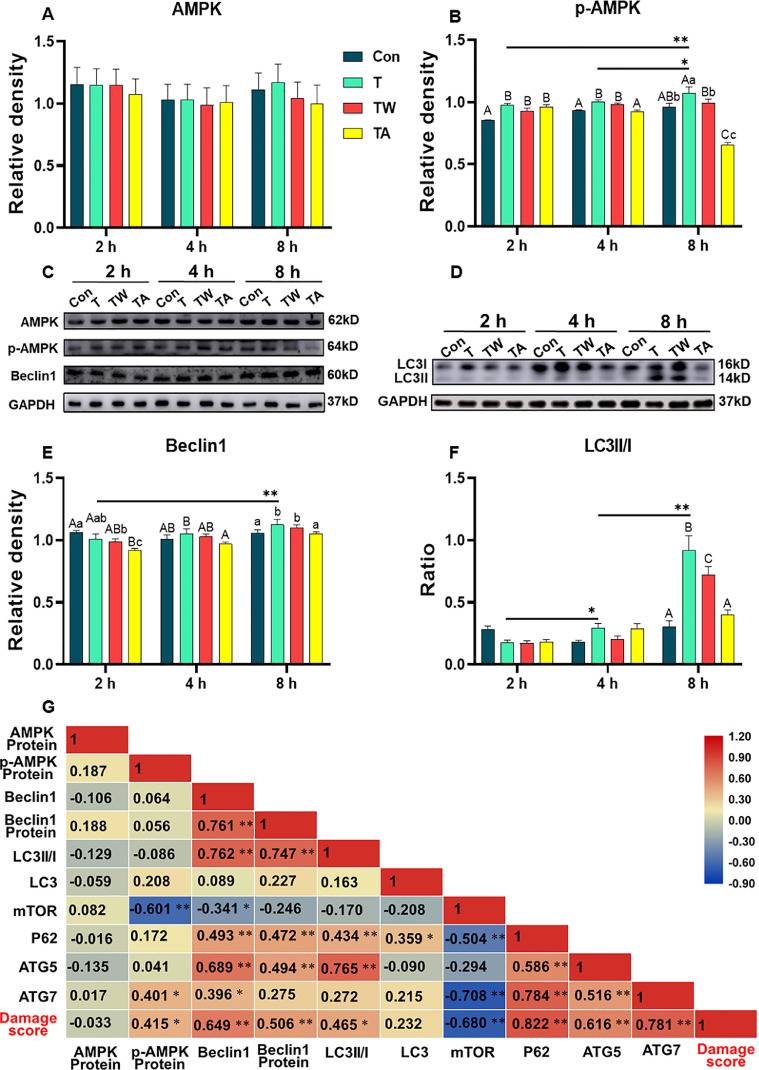 A
AMPK
Relative density
1.5
1.0
0.5
0.0
2 h
4 h
8 h
Con
T
TW
TA
B
p-AMPK
Relative density
1.5
1.0
0.5
0.0
**
*
A B B B
A B B A
ABb Aa Bb Cc
2 h
4 h
8 h
C
2 h 4 h 8 h
Con T TW TA Con T TW TA Con T TW TA
AMPK 62kD
p-AMPK 64kD
Beclin1 60kD
GAPDH 37kD
D
2 h 4 h 8 h
Con T TW TA Con T TW TA Con T TW TA
LC3I 16kD
LC3II 14kD
GAPDH 37kD
E
Beclin1
Relative density
1.5
1.0
0.5
0.0
**
Aa Aab ABb Bc
AB B AB A
a b b a
2 h
4 h
8 h
F
LC3II/I
Ratio
1.5
1.0
0.5
0.0
**
*
A B C A
2 h
4 h
8 h
G
AMPK Protein 1
p-AMPK Protein 0.187 1
Beclin1 -0.106 0.064 1
Beclin1 Protein 0.188 0.056 0.761 ** 1
LC3II/I -0.129 -0.086 0.762 ** 0.747 ** 1
LC3 -0.059 0.208 0.089 0.227 0.163 1
mTOR 0.082 -0.601 ** -0.341 * -0.246 -0.170 -0.208 1
P62 -0.016 0.172 0.493 ** 0.472 ** 0.434 ** 0.359 * -0.504 ** 1
ATG5 -0.135 0.041 0.689 ** 0.494 ** 0.765 ** -0.090 -0.294 0.586 ** 1
ATG7 0.017 0.401 * 0.396 * 0.275 0.272 0.215 -0.708 ** 0.784 ** 0.516 ** 1
Damage score -0.033 0.415 * 0.649 ** 0.506 ** 0.465 * 0.232 -0.680 ** 0.822 ** 0.616 ** 0.781 ** 1
AMPK Protein p-AMPK Protein Beclin1 Beclin1 Protein LC3II/I LC3 mTOR P62 ATG5 ATG7 Damage score
1.20
0.90
0.60
0.30
0.00
-0.30
-0.60
-0.90